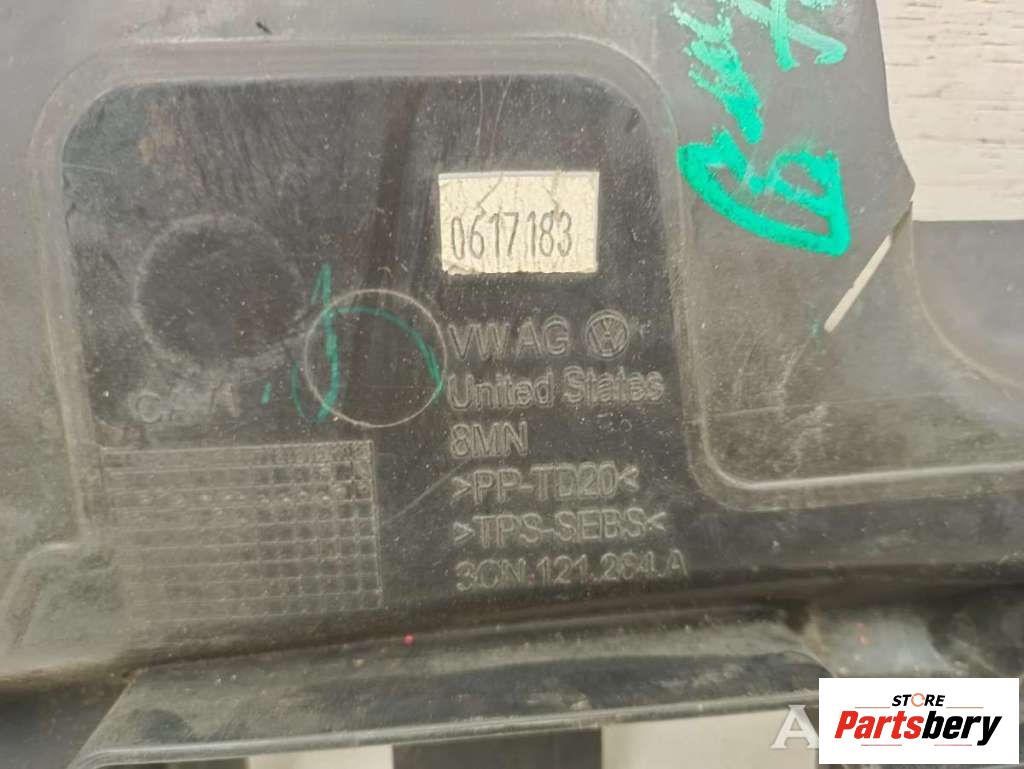 0617183
VW AG
United States
8MN
>PP-TD20<
>TPS-SEBS<
3CN.121.284.A
STORE
Partsbery